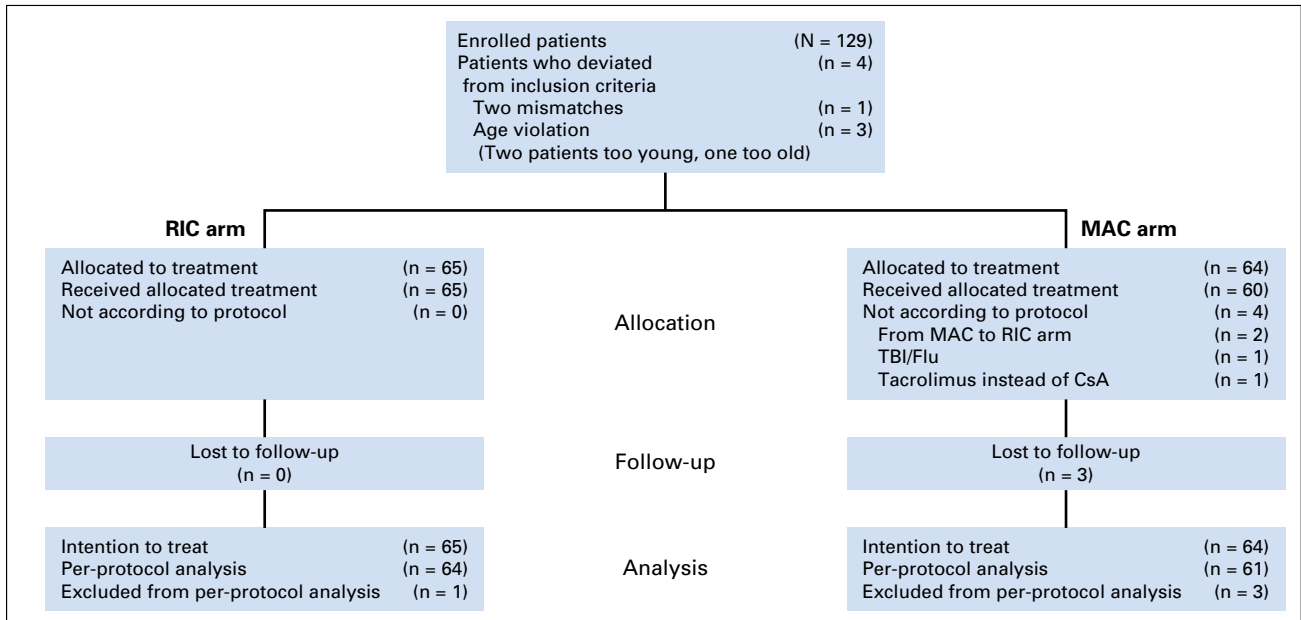 Enrolled patients (N = 129)
Patients who deviated (n = 4)
from inclusion criteria
Two mismatches (n = 1)
Age violation (n = 3)
(Two patients too young, one too old)
RIC arm
Allocated to treatment (n = 65)
Received allocated treatment (n = 65)
Not according to protocol (n = 0)
Allocation
MAC arm
Allocated to treatment (n = 64)
Received allocated treatment (n = 60)
Not according to protocol (n = 4)
From MAC to RIC arm (n = 2)
TBI/Flu (n = 1)
Tacrolimus instead of CsA (n = 1)
Lost to follow-up
(n = 0)
Follow-up
Lost to follow-up
(n = 3)
Intention to treat (n = 65)
Per-protocol analysis (n = 64)
Excluded from per-protocol analysis (n = 1)
Analysis
Intention to treat (n = 64)
Per-protocol analysis (n = 61)
Excluded from per-protocol analysis (n = 3)